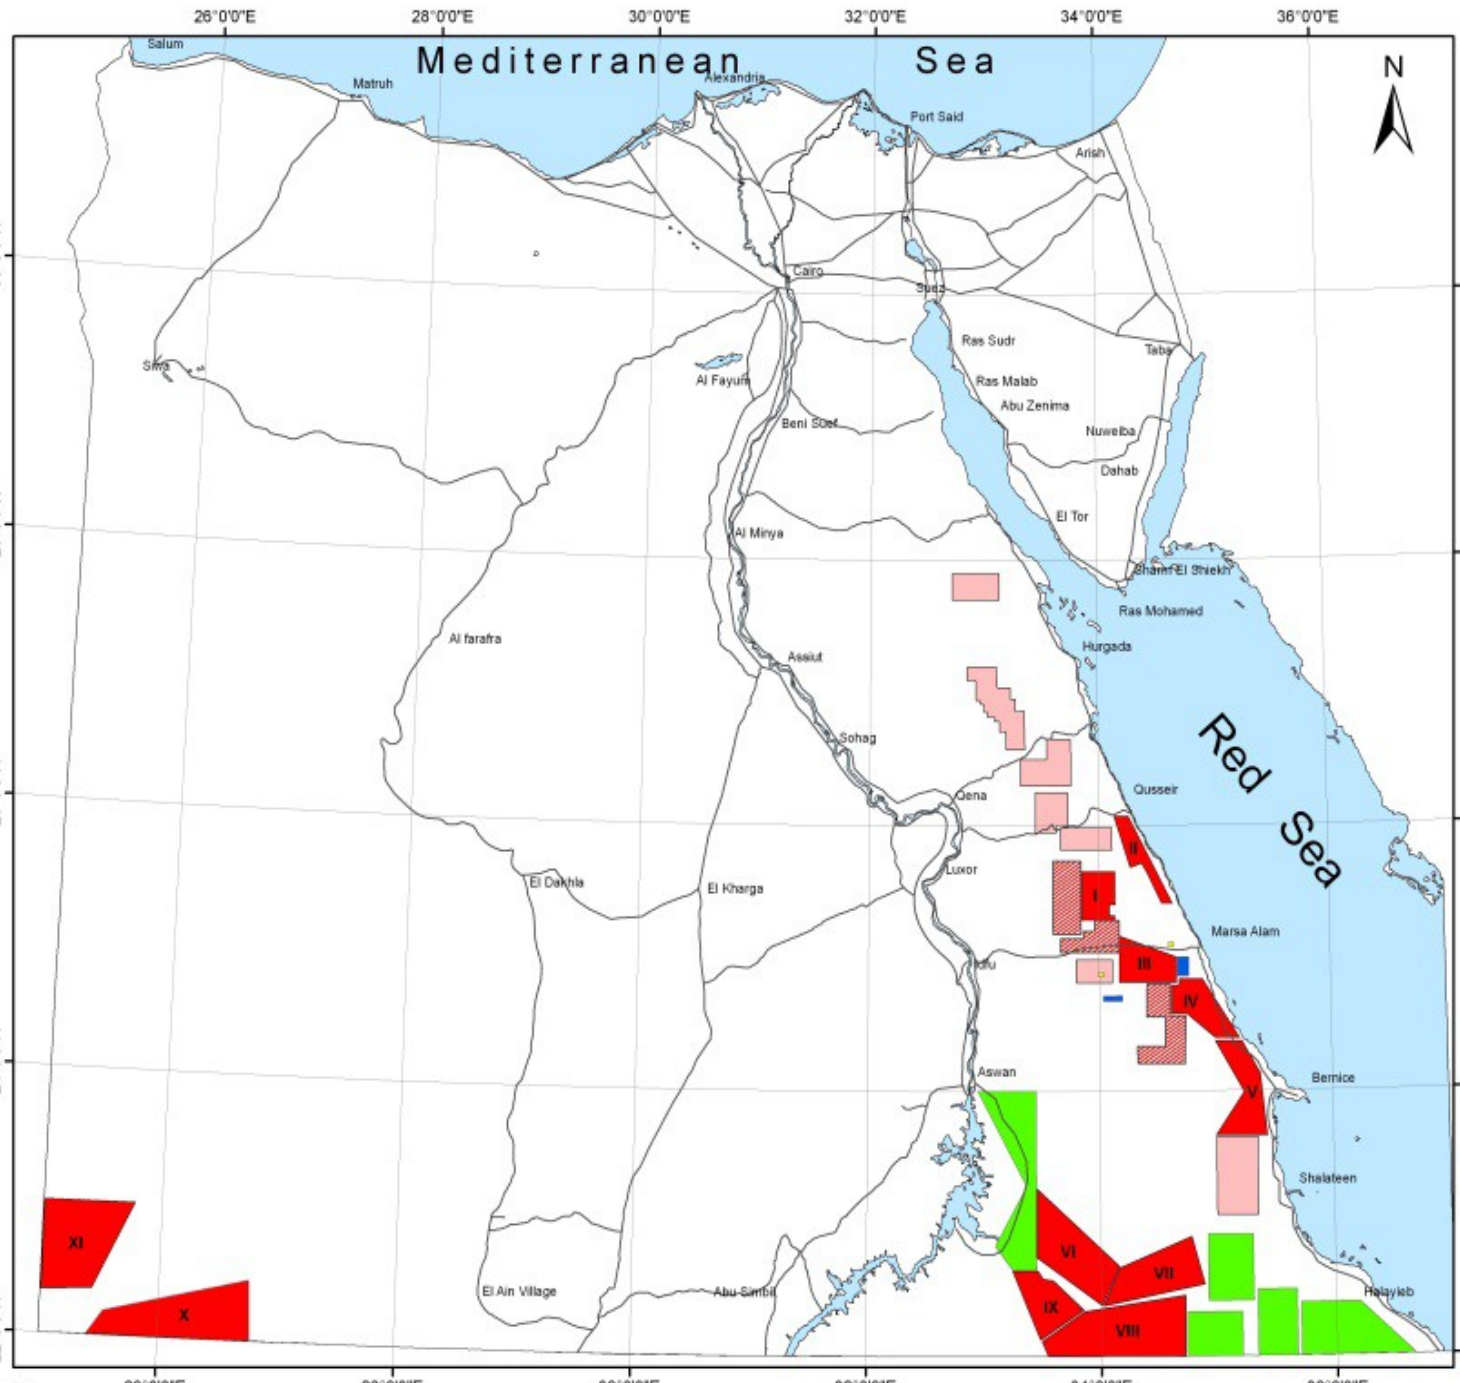 26°0'0"E 28°0'0"E 30°0'0"E 32°0'0"E 34°0'0"E 36°0'0"E
Mediterranean Sea
N
Salum
Matruh
Alexandria
Port Said
Arish
Cairo
Suez
Ras Sudr
Taba
Siwa
Al Fayum
Ras Malab
Abu Zenima
Beni Suef
Nuweiba
Dahab
El Tor
Al Minya
Sharm El Shiekh
Ras Mohamed
Al farafra
Hurgada
Assiut
Red Sea
Sohag
Qusseir
Qena
II
Luxor
El Dakhla
El Kharga
I
Marsa Alam
III
IV
Aswan
Bernice
V
Shalateen
XI
VI
VII
El Ain Village
Abu Simbil
Halayieb
IX
X
VIII